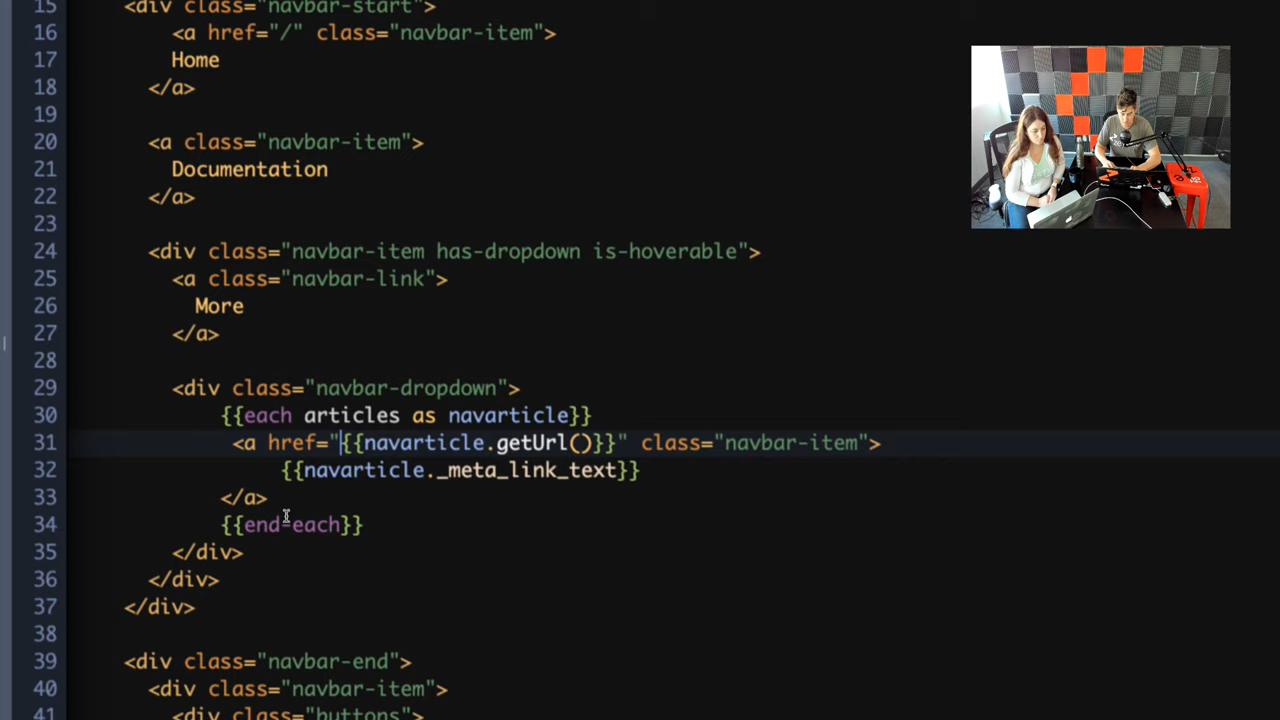 15 <div class="navbar-start">
16 <a href="/" class="navbar-item">
17 Home
18 </a>
19
20 <a class="navbar-item">
21 Documentation
22 </a>
23
24 <div class="navbar-item has-dropdown is-hoverable">
25 <a class="navbar-link">
26 More
27 </a>
28
29 <div class="navbar-dropdown">
30 {{each articles as navarticle}}
31 <a href="{{navarticle.getUrl()}}" class="navbar-item">
32 {{navarticle._meta_link_text}}
33 </a>
34 {{end-each}}
35 </div>
36 </div>
37 </div>
38
39 <div class="navbar-end">
40 <div class="navbar-item">
41 <div class="buttons">